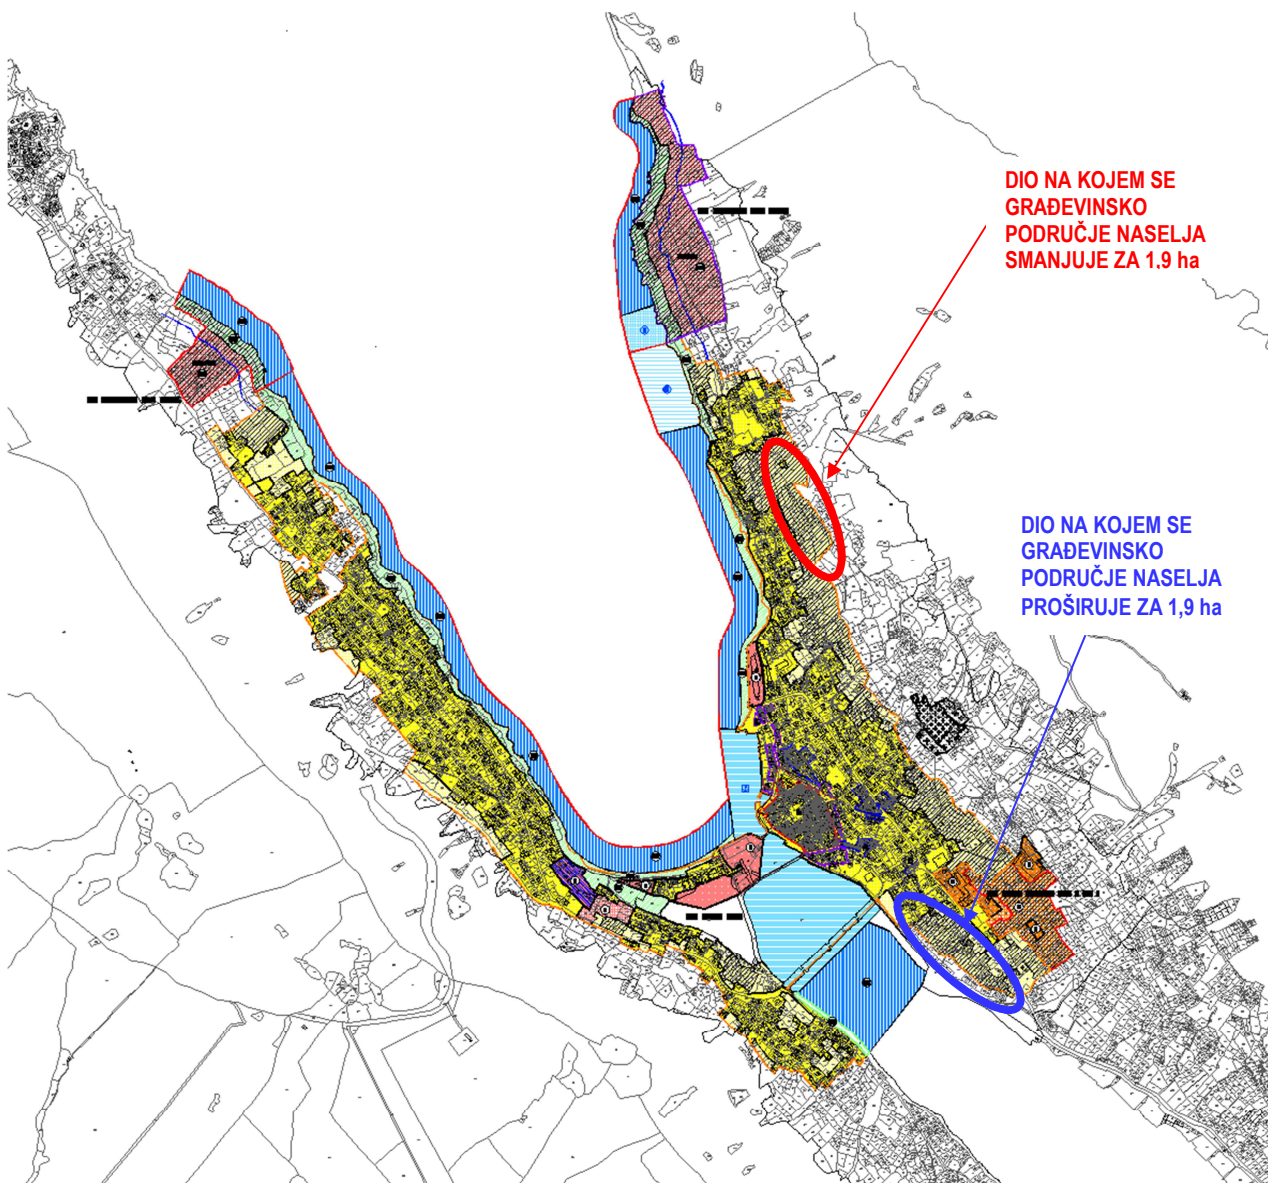 DIO NA KOJEM SE
GRAĐEVINSKO
PODRUČJE NASELJA
SMANJUJE ZA 1,9 ha
DIO NA KOJEM SE
GRAĐEVINSKO
PODRUČJE NASELJA
PROŠIRUJE ZA 1,9 ha